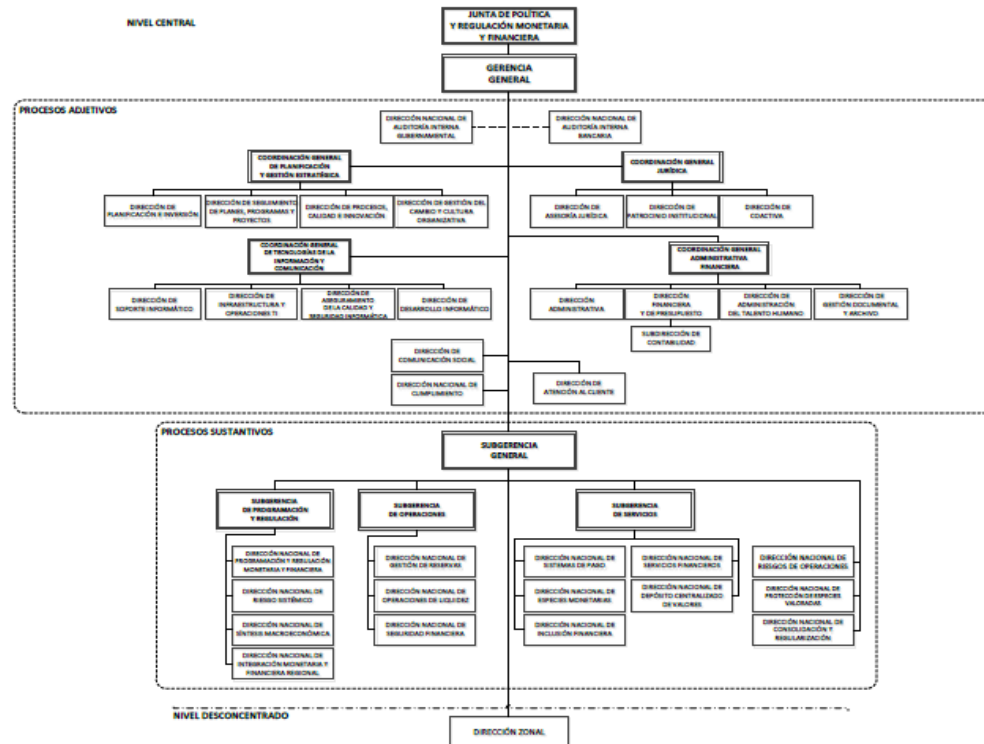 NIVEL CENTRAL
JUNTA DE POLÍTICA
Y REGULACIÓN MONETARIA
Y FINANCIERA
GERENCIA
GENERAL
PROCESOS ADJETIVOS
DIRECCIÓN NACIONAL DE
AUDITORÍA INTERNA
GUBERNAMENTAL
DIRECCIÓN NACIONAL DE
AUDITORÍA INTERNA
BANCARIA
COORDINACIÓN GENERAL
DE PLANIFICACIÓN
Y GESTIÓN ESTRATÉGICA
COORDINACIÓN GENERAL
JURÍDICA
DIRECCIÓN DE
PLANIFICACIÓN E INVERSIÓN
DIRECCIÓN DE SEGUIMIENTO
DE PLANES, PROGRAMAS Y
PROYECTOS
DIRECCIÓN DE PROCESOS,
CALIDAD E INNOVACIÓN
DIRECCIÓN DE GESTIÓN DEL
CAMBIO Y CULTURA
ORGANIZATIVA
DIRECCIÓN DE
ASESORÍA JURÍDICA
DIRECCIÓN DE
PATROCINIO INSTITUCIONAL
DIRECCIÓN DE
COACTIVA
COORDINACIÓN GENERAL
DE TECNOLOGÍAS DE LA
INFORMACIÓN Y
COMUNICACIÓN
COORDINACIÓN GENERAL
ADMINISTRATIVA
FINANCIERA
DIRECCIÓN DE
SOPORTE INFORMÁTICO
DIRECCIÓN DE
INFRAESTRUCTURA Y
OPERACIONES TI
DIRECCIÓN DE
ASEGURAMIENTO
DE LA CALIDAD Y
SEGURIDAD INFORMÁTICA
DIRECCIÓN DE
DESARROLLO INFORMÁTICO
DIRECCIÓN
ADMINISTRATIVA
DIRECCIÓN
FINANCIERA
Y DE PRESUPUESTO
DIRECCIÓN DE
ADMINISTRACIÓN
DEL TALENTO HUMANO
DIRECCIÓN DE
GESTIÓN DOCUMENTAL
Y ARCHIVO
SUBDIRECCIÓN DE
CONTABILIDAD
DIRECCIÓN DE
COMUNICACIÓN SOCIAL
DIRECCIÓN NACIONAL DE
CUMPLIMIENTO
DIRECCIÓN DE
ATENCIÓN AL CLIENTE
PROCESOS SUSTANTIVOS
SUBGERENCIA
GENERAL
SUBGERENCIA
DE PROGRAMACIÓN
Y REGULACIÓN
SUBGERENCIA
DE OPERACIONES
SUBGERENCIA
DE SERVICIOS
DIRECCIÓN NACIONAL DE
PROGRAMACIÓN Y REGULACIÓN
MONETARIA Y FINANCIERA
DIRECCIÓN NACIONAL DE
RIESGO SISTÉMICO
DIRECCIÓN NACIONAL DE
SÍNTESIS MACROECONÓMICA
DIRECCIÓN NACIONAL DE
INTEGRACIÓN MONETARIA Y
FINANCIERA REGIONAL
DIRECCIÓN NACIONAL DE
GESTIÓN DE RESERVAS
DIRECCIÓN NACIONAL DE
OPERACIONES DE LIQUIDEZ
DIRECCIÓN NACIONAL DE
SEGURIDAD FINANCIERA
DIRECCIÓN NACIONAL DE
SISTEMAS DE PAGO
DIRECCIÓN NACIONAL DE
ESPECIES MONETARIAS
DIRECCIÓN NACIONAL DE
INCLUSIÓN FINANCIERA
DIRECCIÓN NACIONAL DE
SERVICIOS FINANCIEROS
DIRECCIÓN NACIONAL DE
DEPÓSITO CENTRALIZADO
DE VALORES
DIRECCIÓN NACIONAL DE
RIESGOS DE OPERACIONES
DIRECCIÓN NACIONAL DE
PROTECCIÓN DE ESPECIES
VALORADAS
DIRECCIÓN NACIONAL DE
CONSOLIDACIÓN Y
REGULARIZACIÓN
NIVEL DESCONCENTRADO
DIRECCIÓN ZONAL